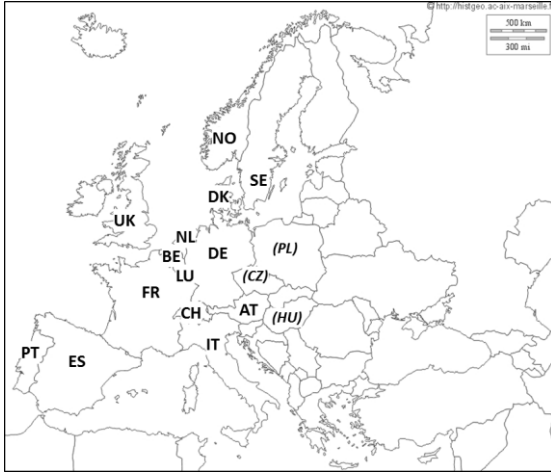 © http://histgeo.ac-aix-marseille.f
500 km
300 mi
NO
SE
DK
UK
NL
BE
DE
(PL)
LU
(CZ)
FR
CH
AT
(HU)
IT
PT
ES